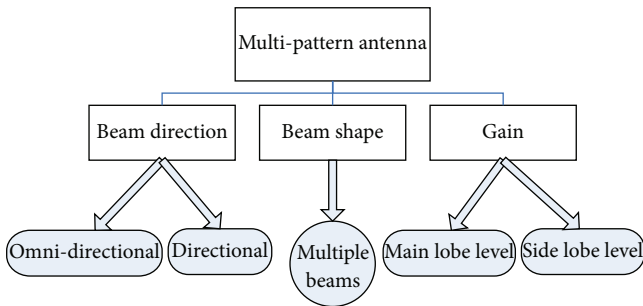 Multi-pattern antenna
Beam direction
Beam shape
Gain
Omni-directional
Directional
Multiple
beams
Main lobe level
Side lobe level